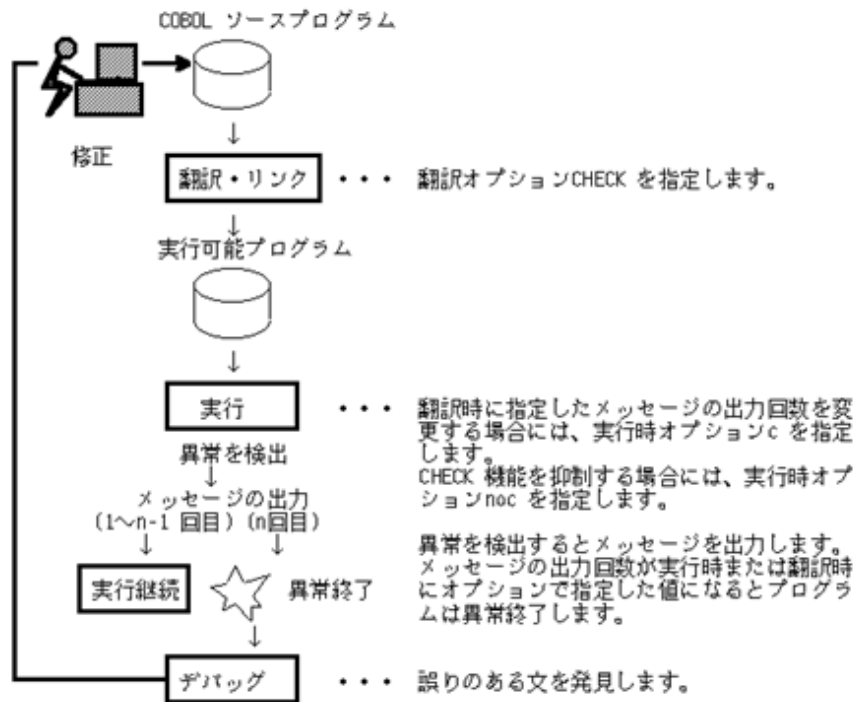 COBOL ソースプログラム
↓
修正
翻訳・リンク ・・・ 翻訳オプションCHECK を指定します。
↓
実行可能プログラム
↓
実行 ・・・ 翻訳時に指定したメッセージの出力回数を変
更する場合には、実行時オプションc を指定
します。
CHECK 機能を抑制する場合には、実行時オプ
ションnoc を指定します。
異常を検出
↓
メッセージの出力
(1〜n-1 回目) (n回目)
↓ ↓
異常を検出するとメッセージを出力します。
メッセージの出力回数が実行時または翻訳時
にオプションで指定した値になるとプログラ
ムは異常終了します。
実行継続 異常終了
↓
デバッグ ・・・ 誤りのある文を発見します。